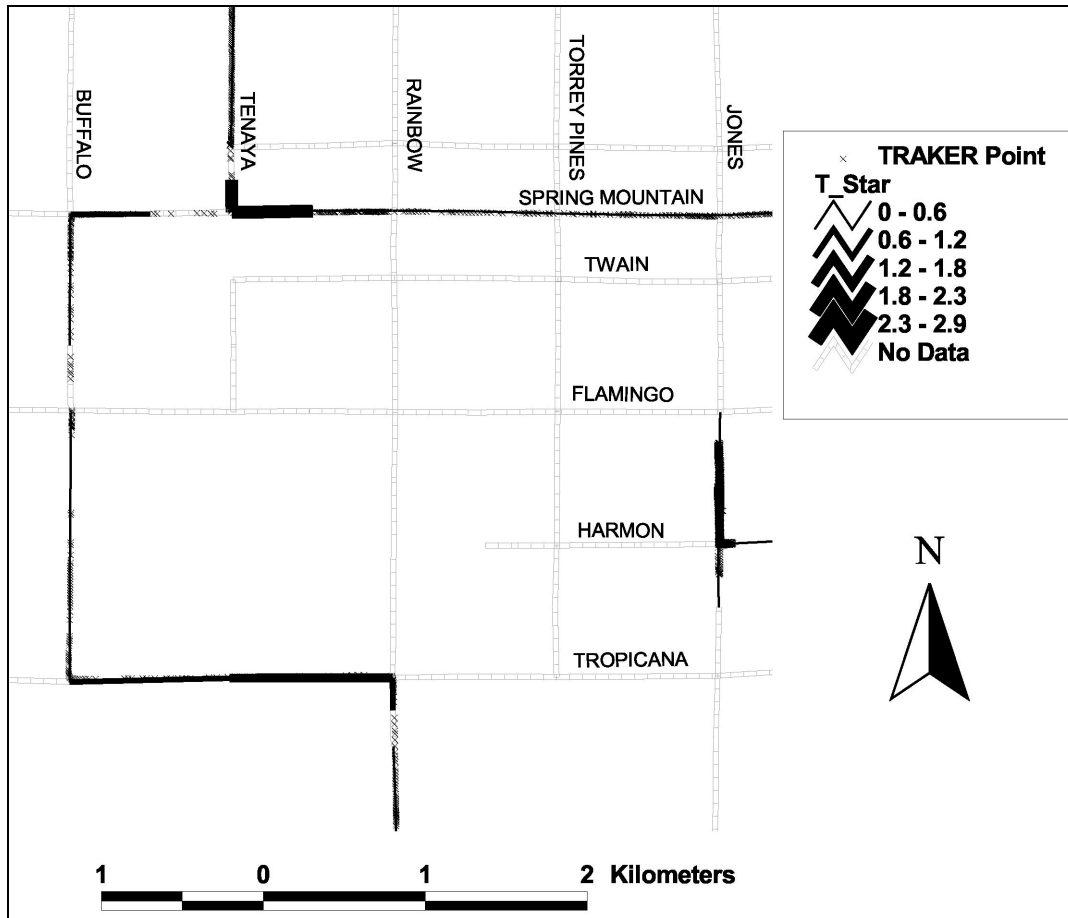 BUFFALO
TENAYA
RAINBOW
TORREY PINES
JONES
SPRING MOUNTAIN
TWAIN
FLAMINGO
HARMON
TROPICANA
TRAKER Point
T_Star
0 - 0.6
0.6 - 1.2
1.2 - 1.8
1.8 - 2.3
2.3 - 2.9
No Data
N
1 0 1 2 Kilometers